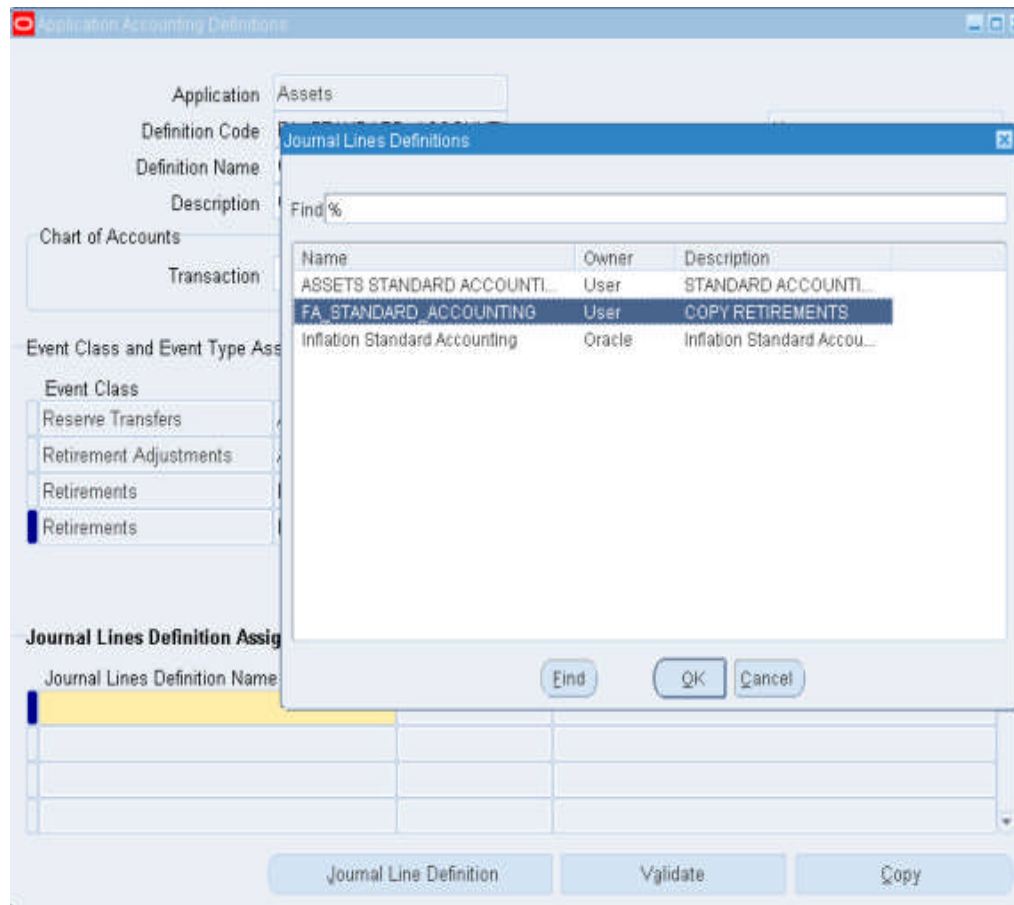 Application Accounting Definitions
Application Assets
Definition Code
Definition Name
Description
Chart of Accounts
Transaction
Event Class and Event Type Ass
Event Class
Reserve Transfers
Retirement Adjustments
Retirements
Retirements
Journal Lines Definitions
Find %
Name Owner Description
ASSETS STANDARD ACCOUNTI... User STANDARD ACCOUNTI...
FA_STANDARD_ACCOUNTING User COPY RETIREMENTS
Inflation Standard Accounting Oracle Inflation Standard Accou...
Find OK Cancel
Journal Lines Definition Assig
Journal Lines Definition Name
Journal Line Definition Validate Copy